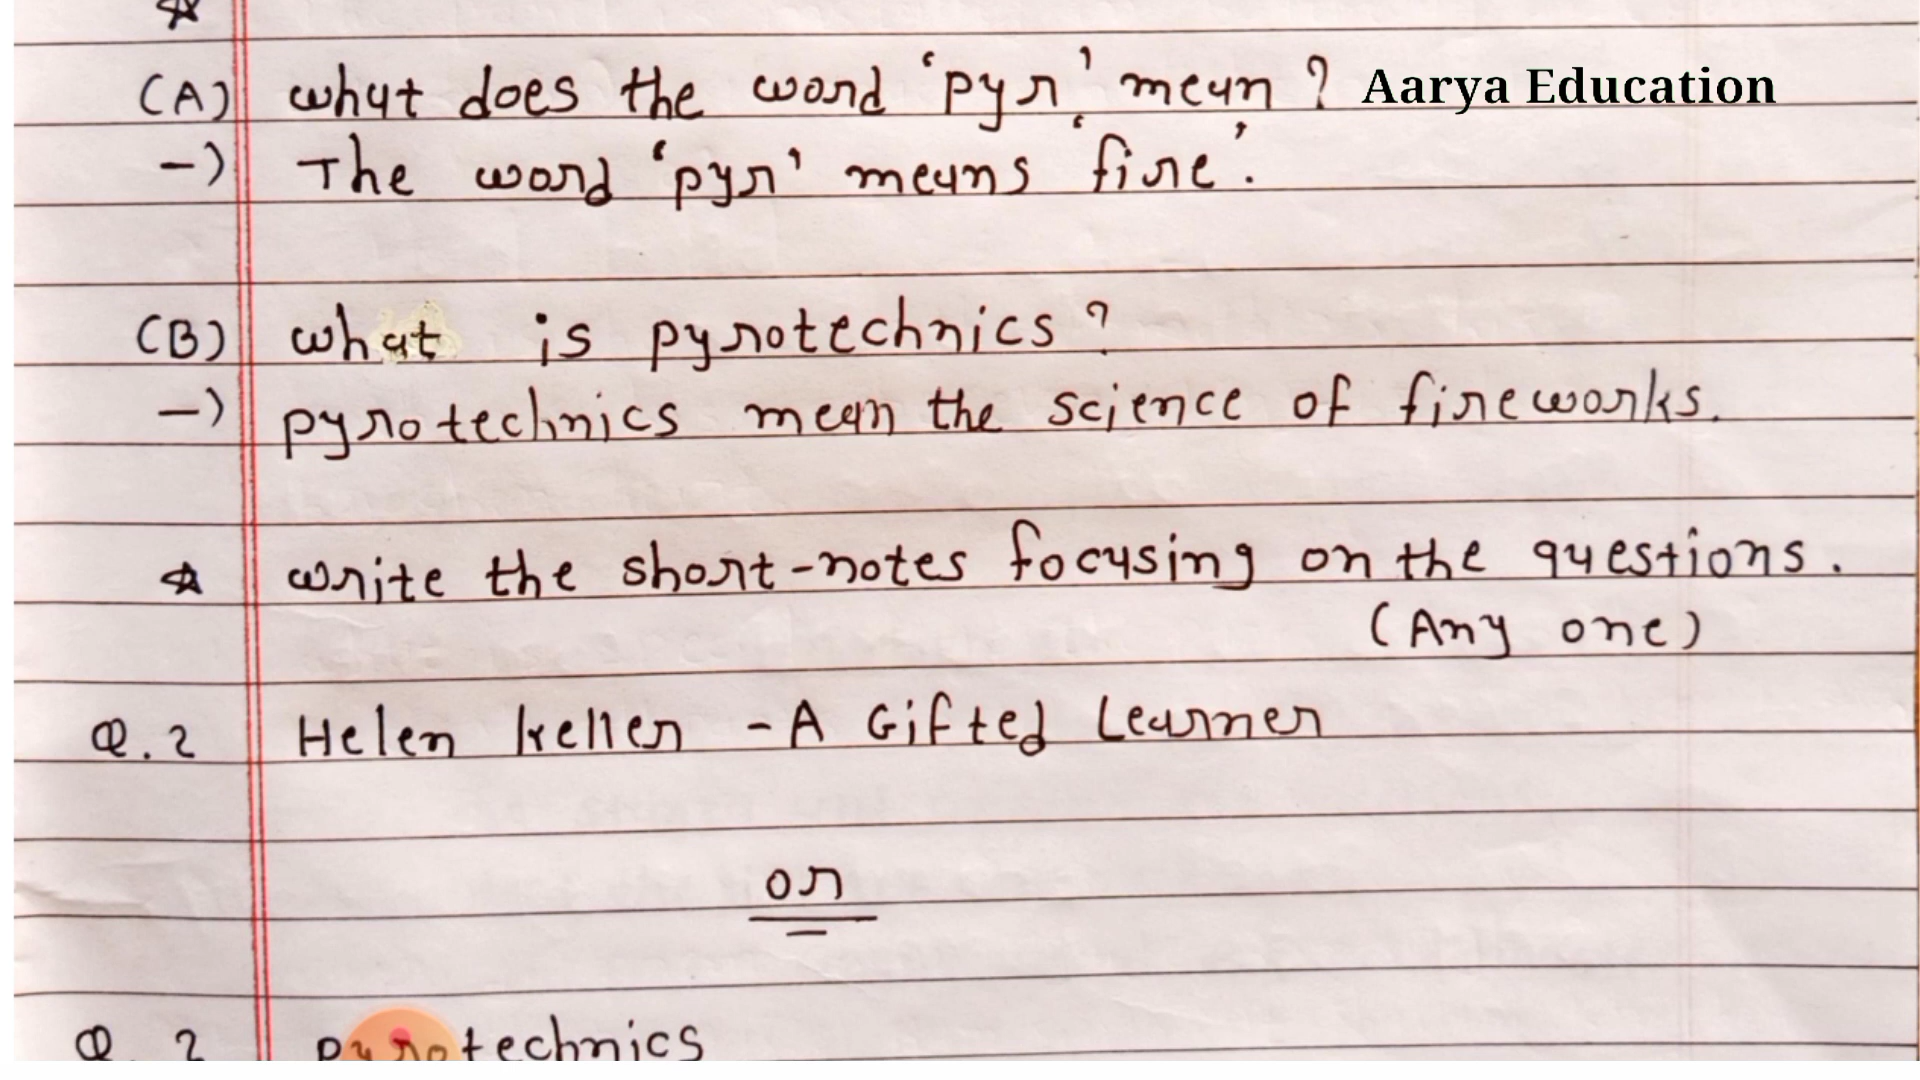 (A) what does the word 'pyr' mean ? Aarya Education
-) The word 'pyr' means 'fire'.
(B) what is pyrotechnics ?
-) pyrotechnics mean the science of fireworks.
☆ write the short-notes focusing on the questions.
(Any one)
Q.2 Helen Keller - A Gifted Learner
or
Q. 2 pyrotechnics